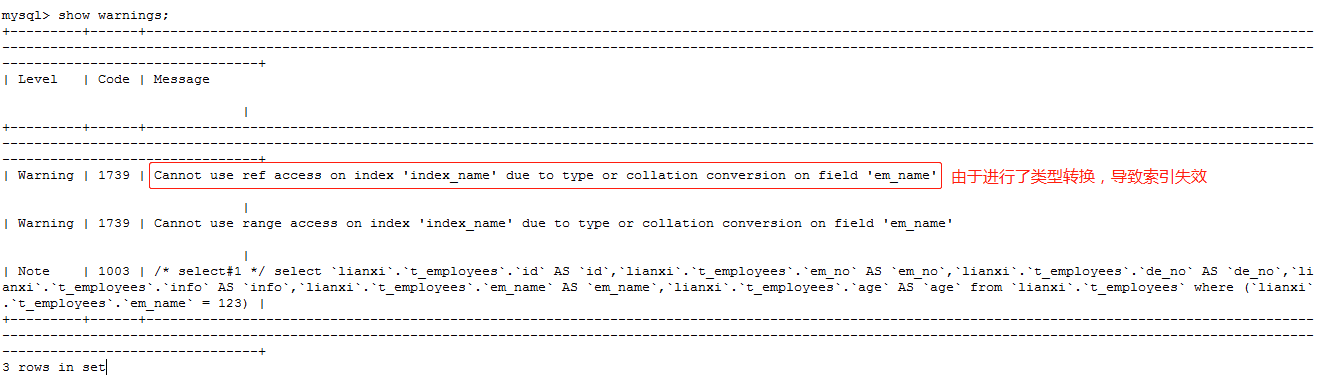 mysql> show warnings;
+---------+------+-------------------------------------------------------------------------------------------------------------------------------------------------
--------------------------------------------------------------------------------------------------------------------------------------------------------------------
--------------------------------+
| Level   | Code | Message
                              |
+---------+------+-------------------------------------------------------------------------------------------------------------------------------------------------
--------------------------------------------------------------------------------------------------------------------------------------------------------------------
--------------------------------+
| Warning | 1739 | Cannot use ref access on index 'index_name' due to type or collation conversion on field 'em_name' 由于进行了类型转换，导致索引失效
                              |
| Warning | 1739 | Cannot use range access on index 'index_name' due to type or collation conversion on field 'em_name'
                              |
| Note    | 1003 | /* select#1 */ select `lianxi`.`t_employees`.`id` AS `id`,`lianxi`.`t_employees`.`em_no` AS `em_no`,`lianxi`.`t_employees`.`de_no` AS `de_no`,`li
anxi`.`t_employees`.`info` AS `info`,`lianxi`.`t_employees`.`em_name` AS `em_name`,`lianxi`.`t_employees`.`age` AS `age` from `lianxi`.`t_employees` where (`lianxi`
.`t_employees`.`em_name` = 123) |
+---------+------+-------------------------------------------------------------------------------------------------------------------------------------------------
--------------------------------------------------------------------------------------------------------------------------------------------------------------------
--------------------------------+
3 rows in set